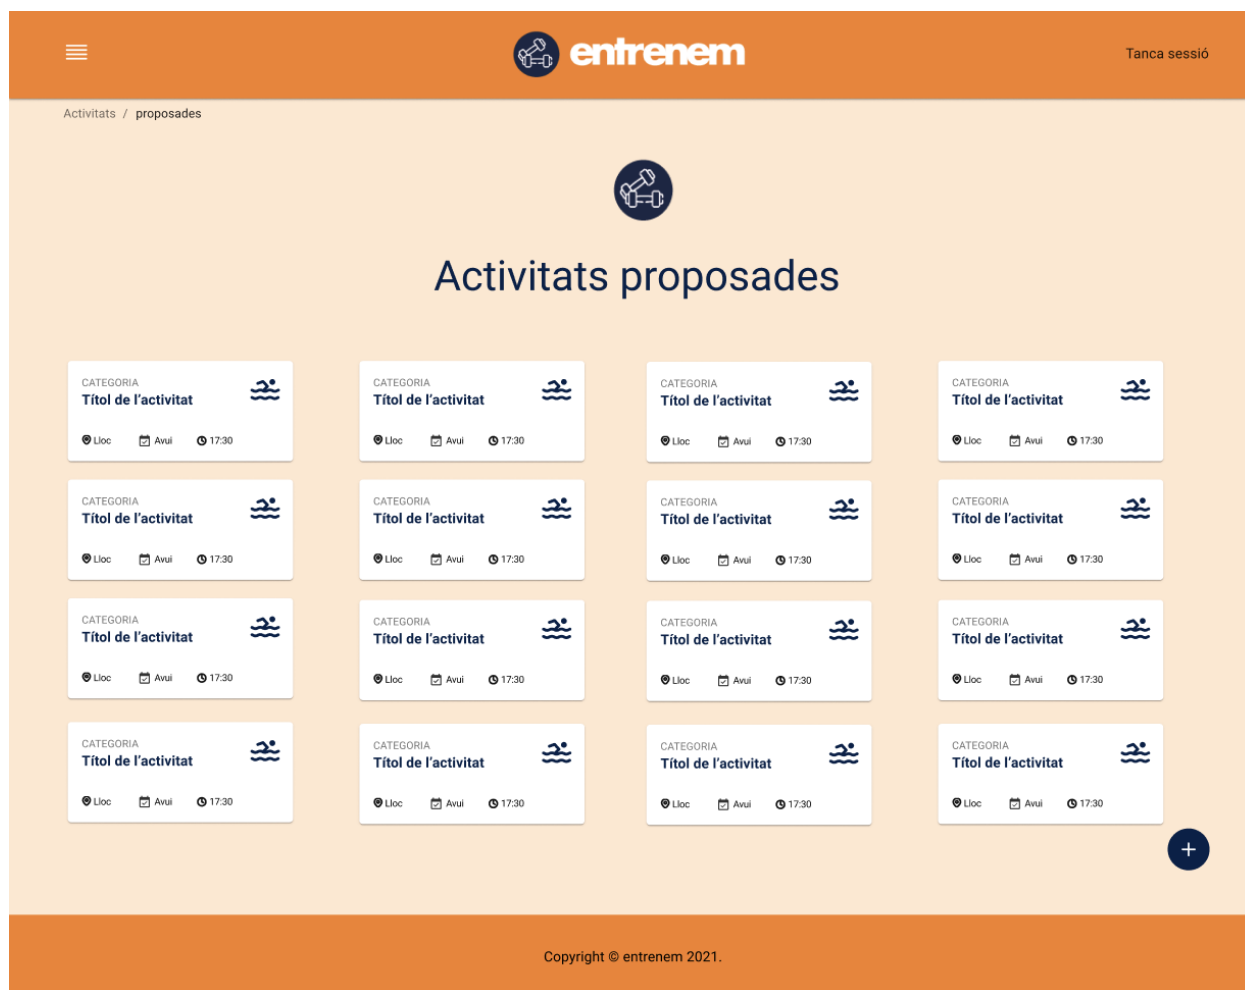 entrenem
Tanca sessió
Activitats / proposades
Activitats proposades
CATEGORIA
Títol de l'activitat
Lloc Avui 17:30
CATEGORIA
Títol de l'activitat
Lloc Avui 17:30
CATEGORIA
Títol de l'activitat
Lloc Avui 17:30
CATEGORIA
Títol de l'activitat
Lloc Avui 17:30
CATEGORIA
Títol de l'activitat
Lloc Avui 17:30
CATEGORIA
Títol de l'activitat
Lloc Avui 17:30
CATEGORIA
Títol de l'activitat
Lloc Avui 17:30
CATEGORIA
Títol de l'activitat
Lloc Avui 17:30
CATEGORIA
Títol de l'activitat
Lloc Avui 17:30
CATEGORIA
Títol de l'activitat
Lloc Avui 17:30
CATEGORIA
Títol de l'activitat
Lloc Avui 17:30
CATEGORIA
Títol de l'activitat
Lloc Avui 17:30
CATEGORIA
Títol de l'activitat
Lloc Avui 17:30
CATEGORIA
Títol de l'activitat
Lloc Avui 17:30
CATEGORIA
Títol de l'activitat
Lloc Avui 17:30
CATEGORIA
Títol de l'activitat
Lloc Avui 17:30
+
Copyright © entrenem 2021.